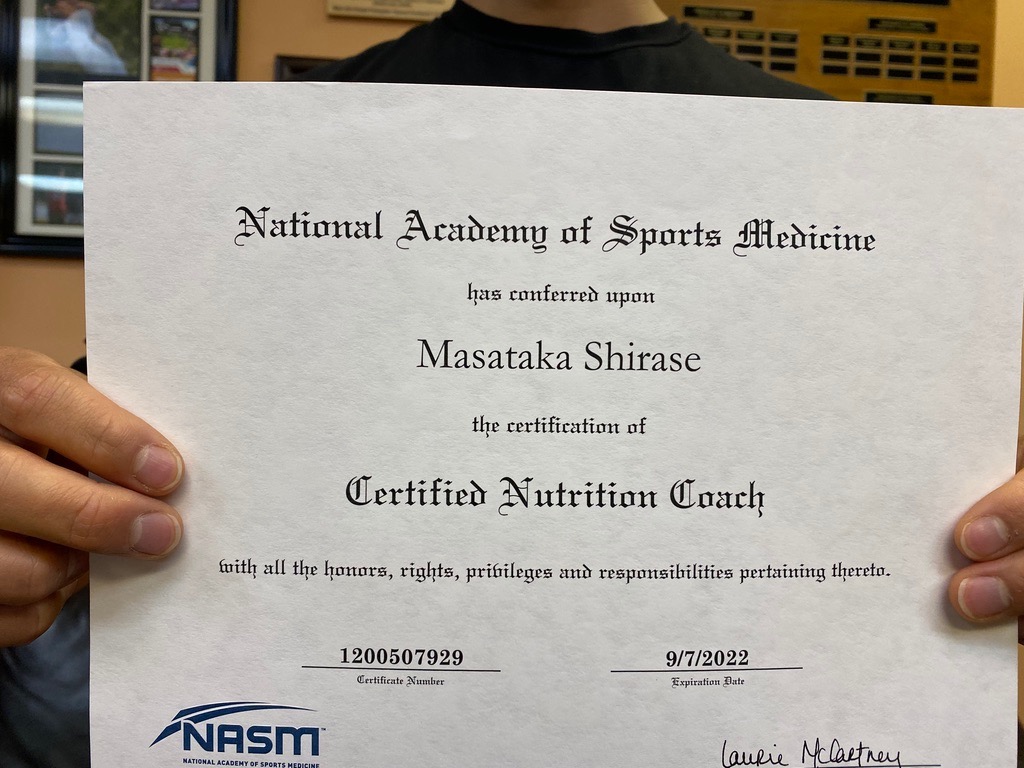 National Academy of Sports Medicine
has conferred upon
Masataka Shirase
the certification of
Certified Nutrition Coach
with all the honors, rights, privileges and responsibilities pertaining thereto.
1200507929 9/7/2022
Certificate Number Expiration Date
NASM™
NATIONAL ACADEMY OF SPORTS MEDICINE
Laurie McCartney